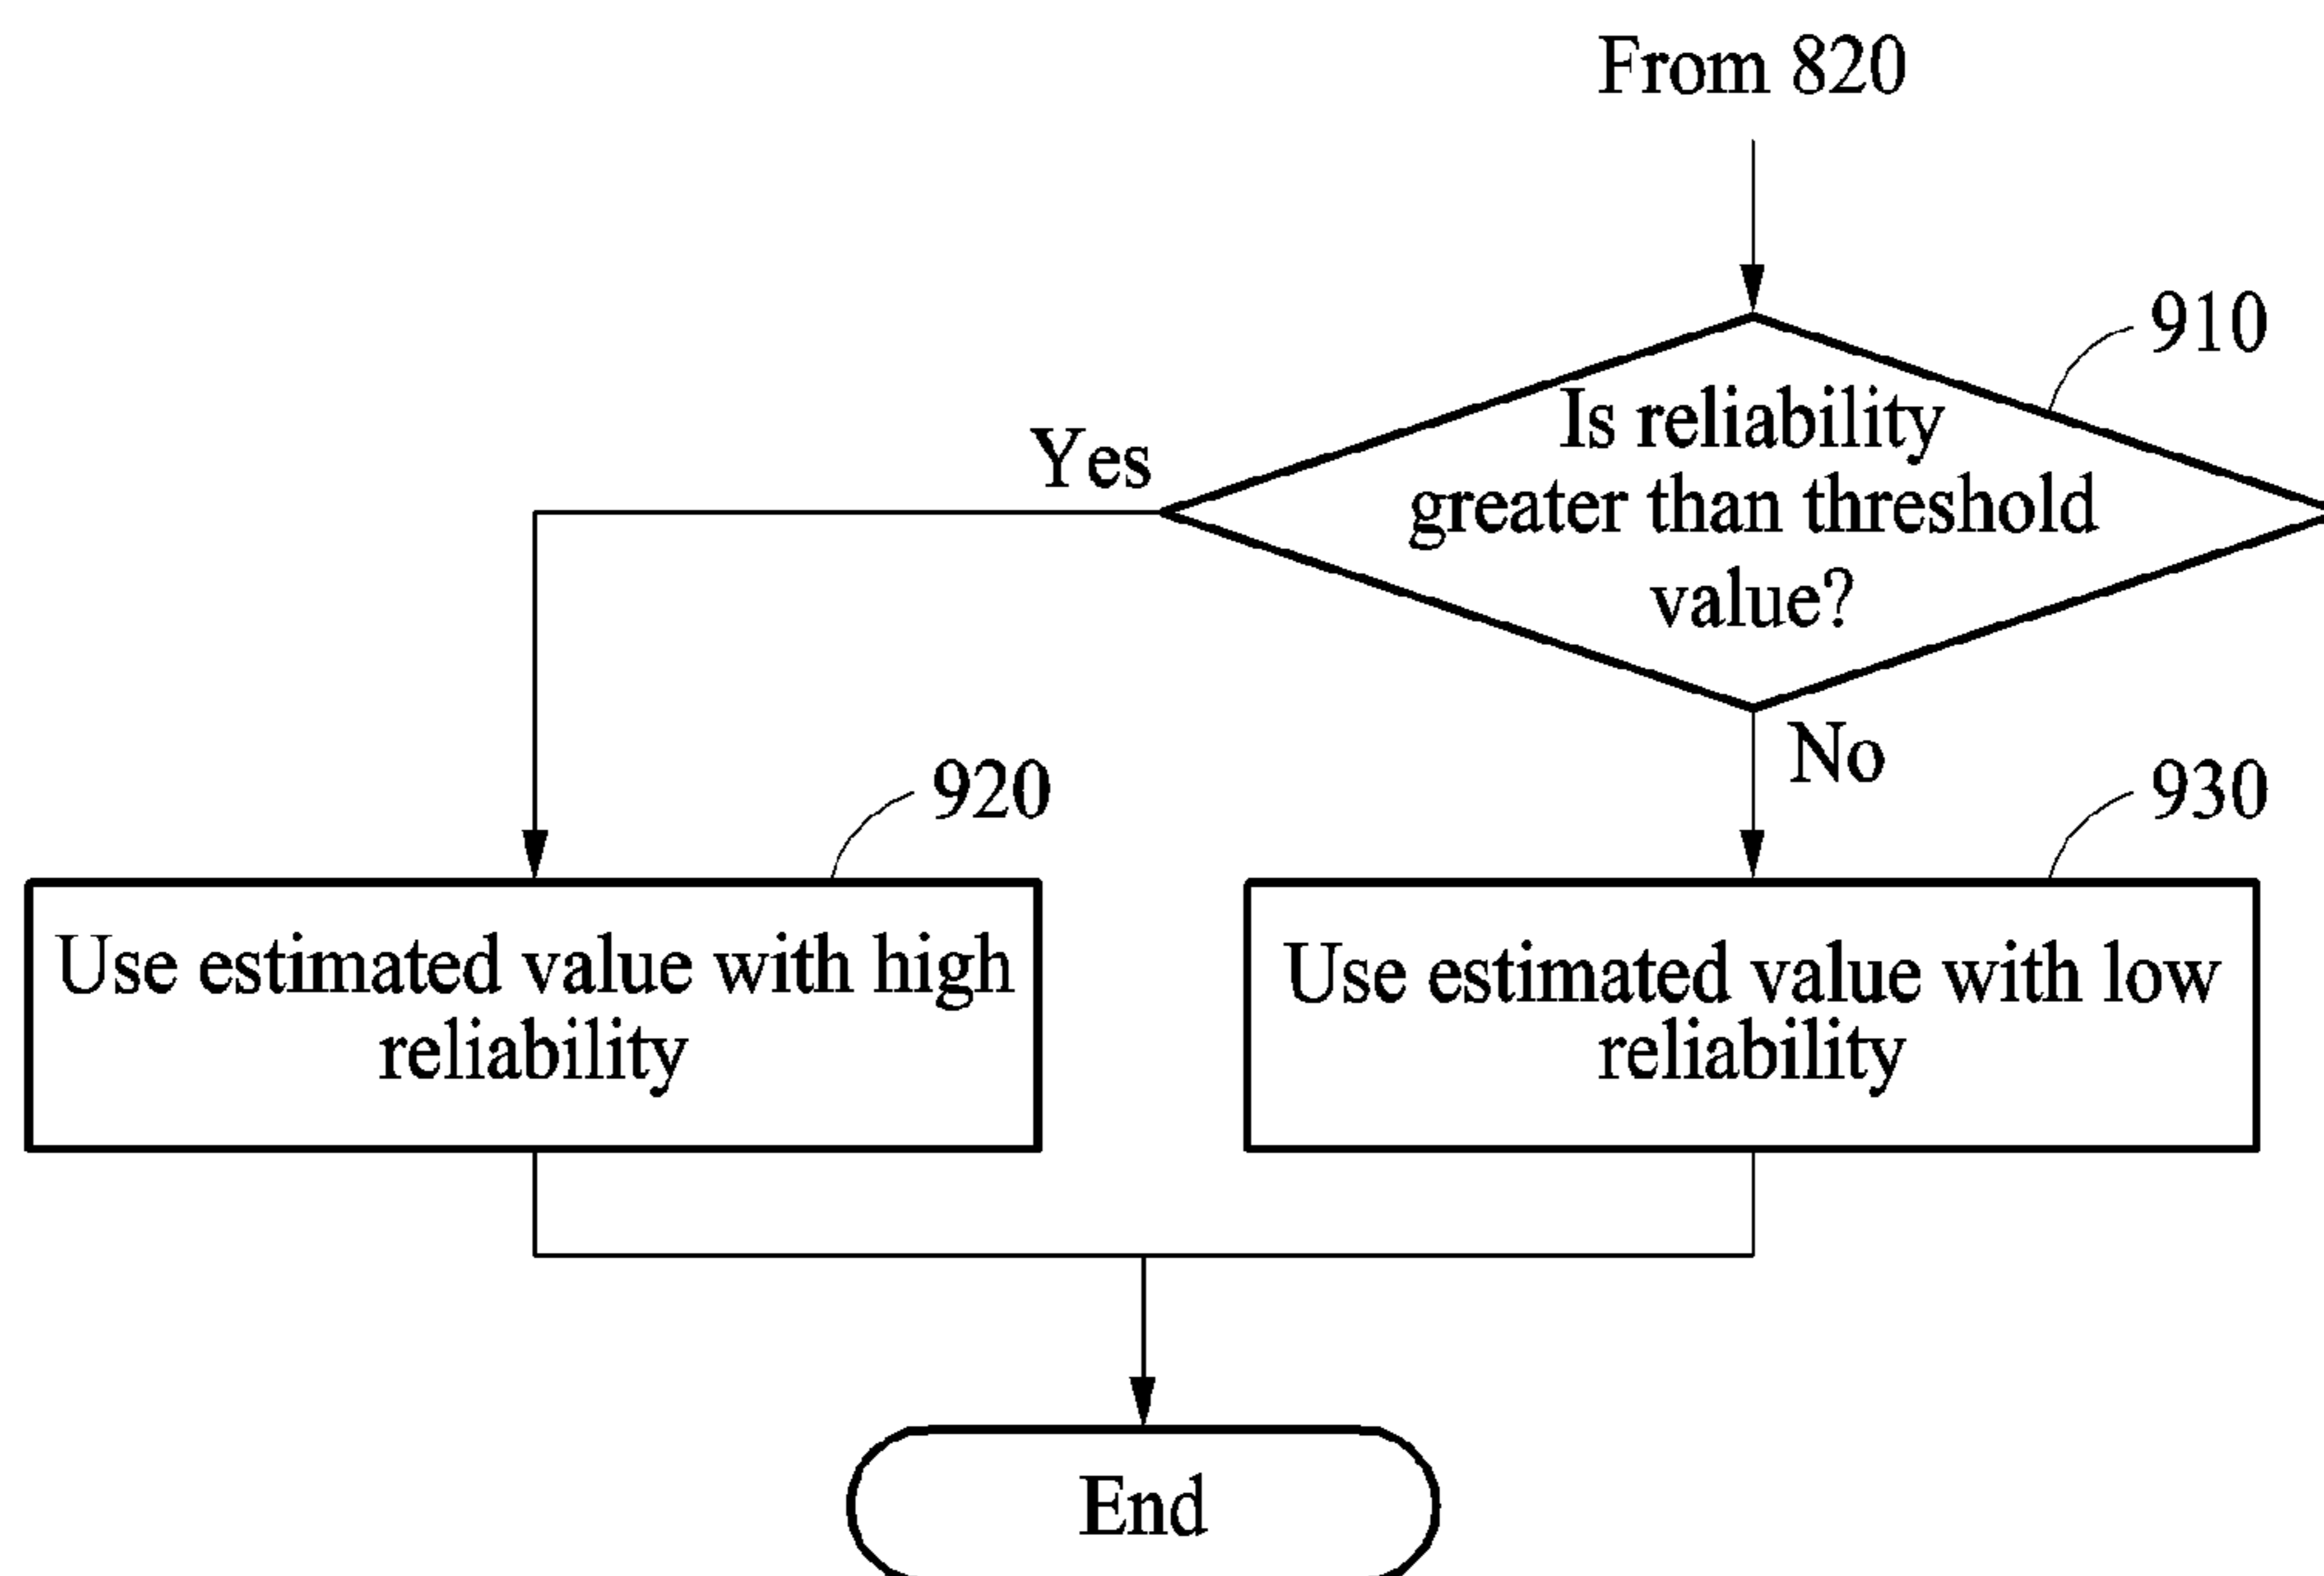 From 820
910
Is reliability
greater than threshold
value?
Yes
No
920
930
Use estimated value with high
reliability
Use estimated value with low
reliability
End